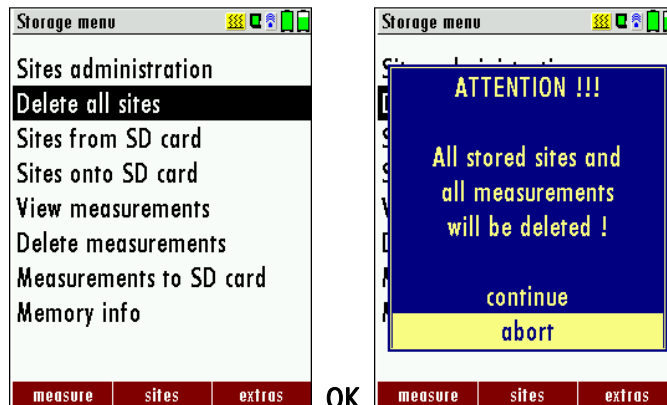 Storage menu
Sites administration
Delete all sites
Sites from SD card
Sites onto SD card
View measurements
Delete measurements
Measurements to SD card
Memory info
measure sites extras
OK
Storage menu
ATTENTION !!!
All stored sites and
all measurements
will be deleted !
continue
abort
measure sites extras